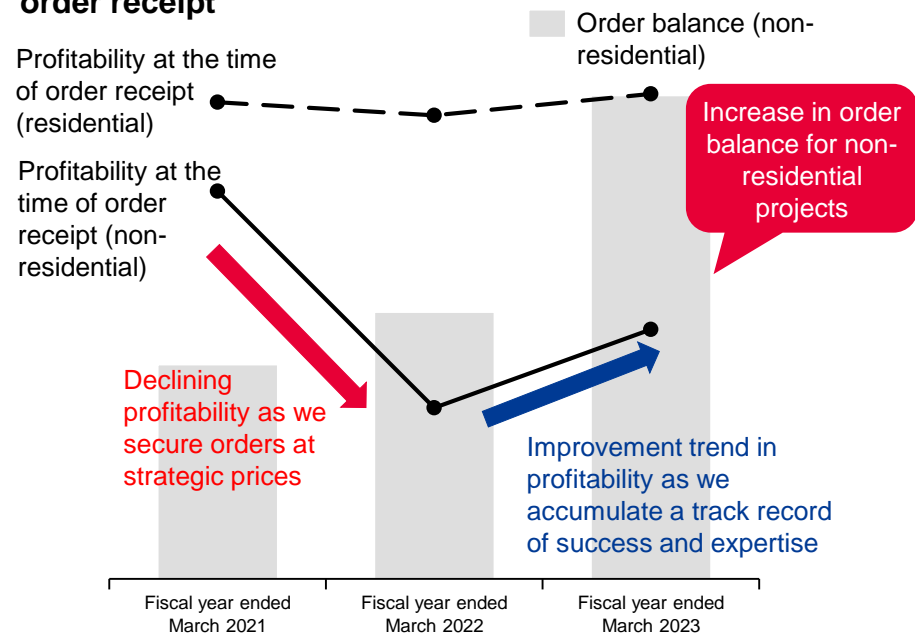 order receipt
Order balance (non-
residential)
Profitability at the time
of order receipt
(residential)
Profitability at the
time of order
receipt (non-
residential)
Increase in order
balance for non-
residential
projects
Declining
profitability as we
secure orders at
strategic prices
Improvement trend in
profitability as we
accumulate a track record
of success and expertise
Fiscal year ended
March 2021
Fiscal year ended
March 2022
Fiscal year ended
March 2023